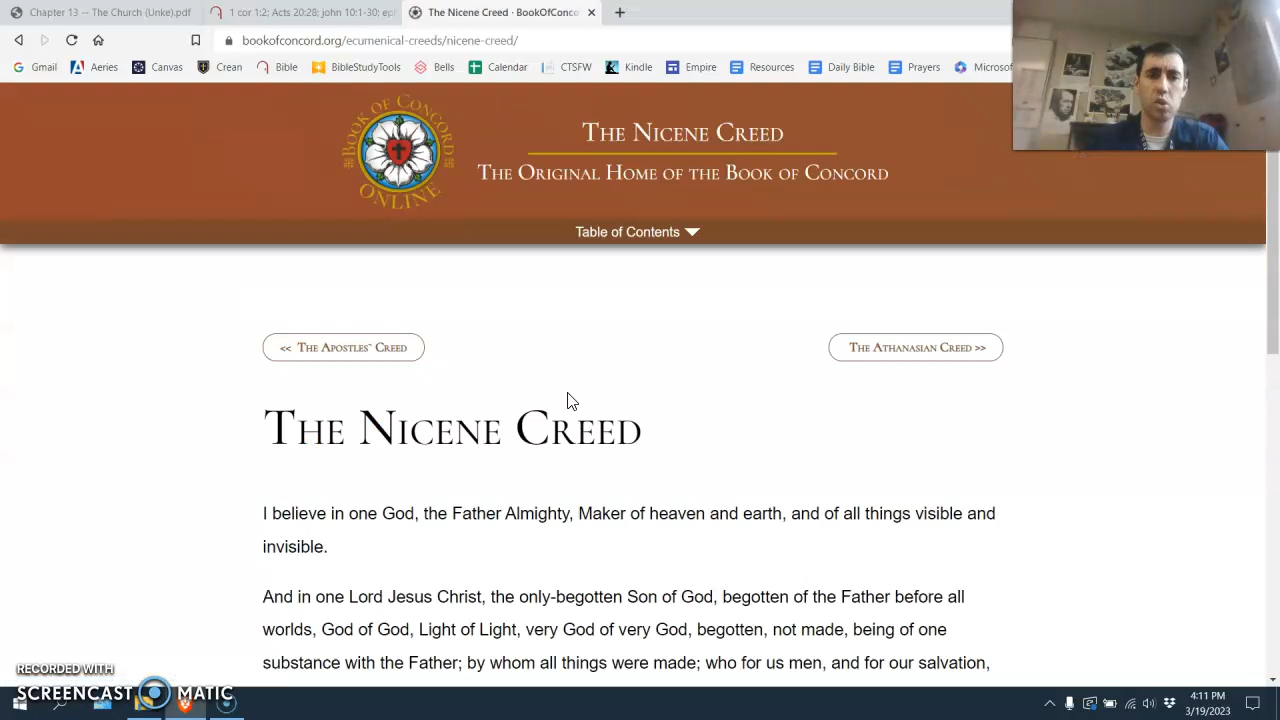 Chapter 13 -- The Church (Unke).pdf
1 cor 1:2; Acts 20:28; john 10:1-30; eph
The Nicene Creed · BookOfConce
bookofconcord.org/ecumenical-creeds/nicene-creed/
Gmail Aeries Canvas Crean Bible BibleStudyTools Bells Calendar CTSFW Kindle Empire Resources Daily Bible Prayers Microsof
BOOK OF CONCORD
ONLINE
The Nicene Creed
The Original Home of the Book of Concord
Table of Contents
<< The Apostles~ Creed
The Athanasian Creed >>
The Nicene Creed
I believe in one God, the Father Almighty, Maker of heaven and earth, and of all things visible and
invisible.
And in one Lord Jesus Christ, the only-begotten Son of God, begotten of the Father before all
worlds, God of God, Light of Light, very God of very God, begotten, not made, being of one
substance with the Father; by whom all things were made; who for us men, and for our salvation,
RECORDED WITH
SCREENCAST MATIC
4:11 PM
3/19/2023